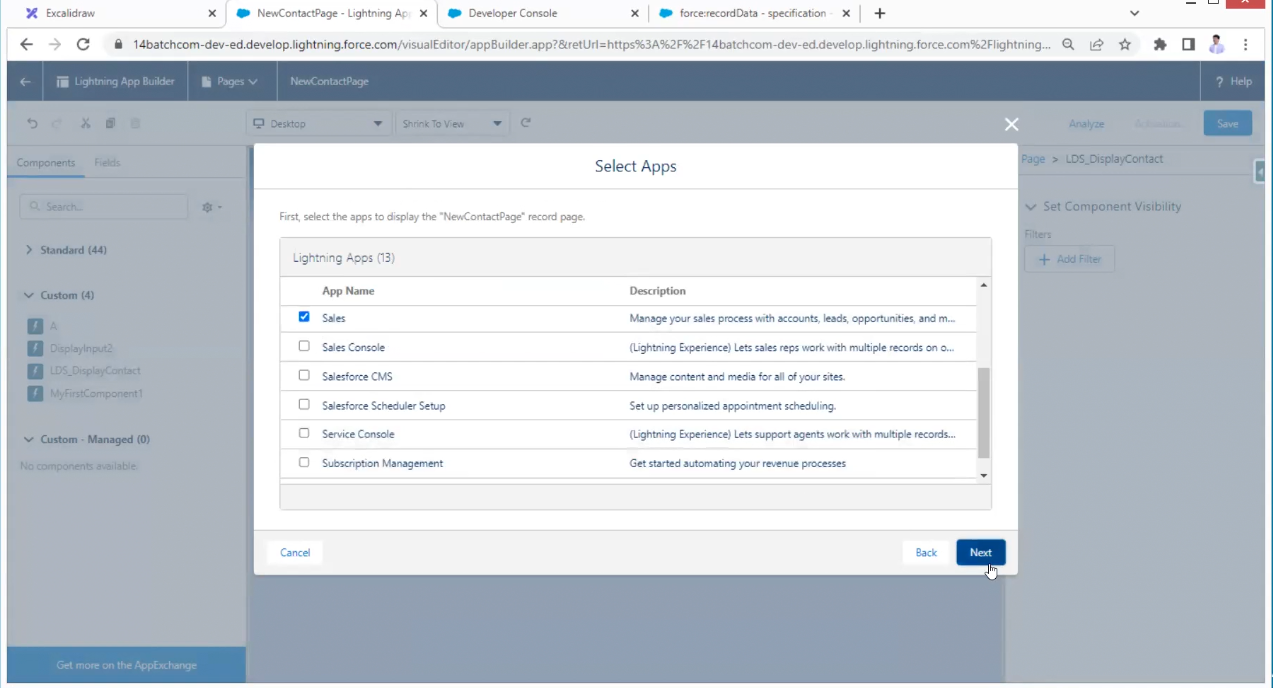 Excalidraw
NewContactPage - Lightning Ap
Developer Console
force:recordData - specification -
14batchcom-dev-ed.develop.lightning.force.com/visualEditor/appBuilder.app?&retUrl=https%3A%2F%2F14batchcom-dev-ed.develop.lightning.force.com%2Flightning...
Lightning App Builder
Pages
NewContactPage
? Help
Desktop
Shrink To View
Analyze
Save
Components
Fields
Page > LDS_DisplayContact
Search...
Set Component Visibility
Filters
+ Add Filter
Standard (44)
Custom (4)
A
DisplayInput2
LDS_DisplayContact
MyFirstComponent1
Custom - Managed (0)
No components available.
Get more on the AppExchange
Select Apps
First, select the apps to display the "NewContactPage" record page.
Lightning Apps (13)
App Name Description
Sales Manage your sales process with accounts, leads, opportunities, and m...
Sales Console (Lightning Experience) Lets sales reps work with multiple records on o...
Salesforce CMS Manage content and media for all of your sites.
Salesforce Scheduler Setup Set up personalized appointment scheduling.
Service Console (Lightning Experience) Lets support agents work with multiple records...
Subscription Management Get started automating your revenue processes
Cancel
Back
Next